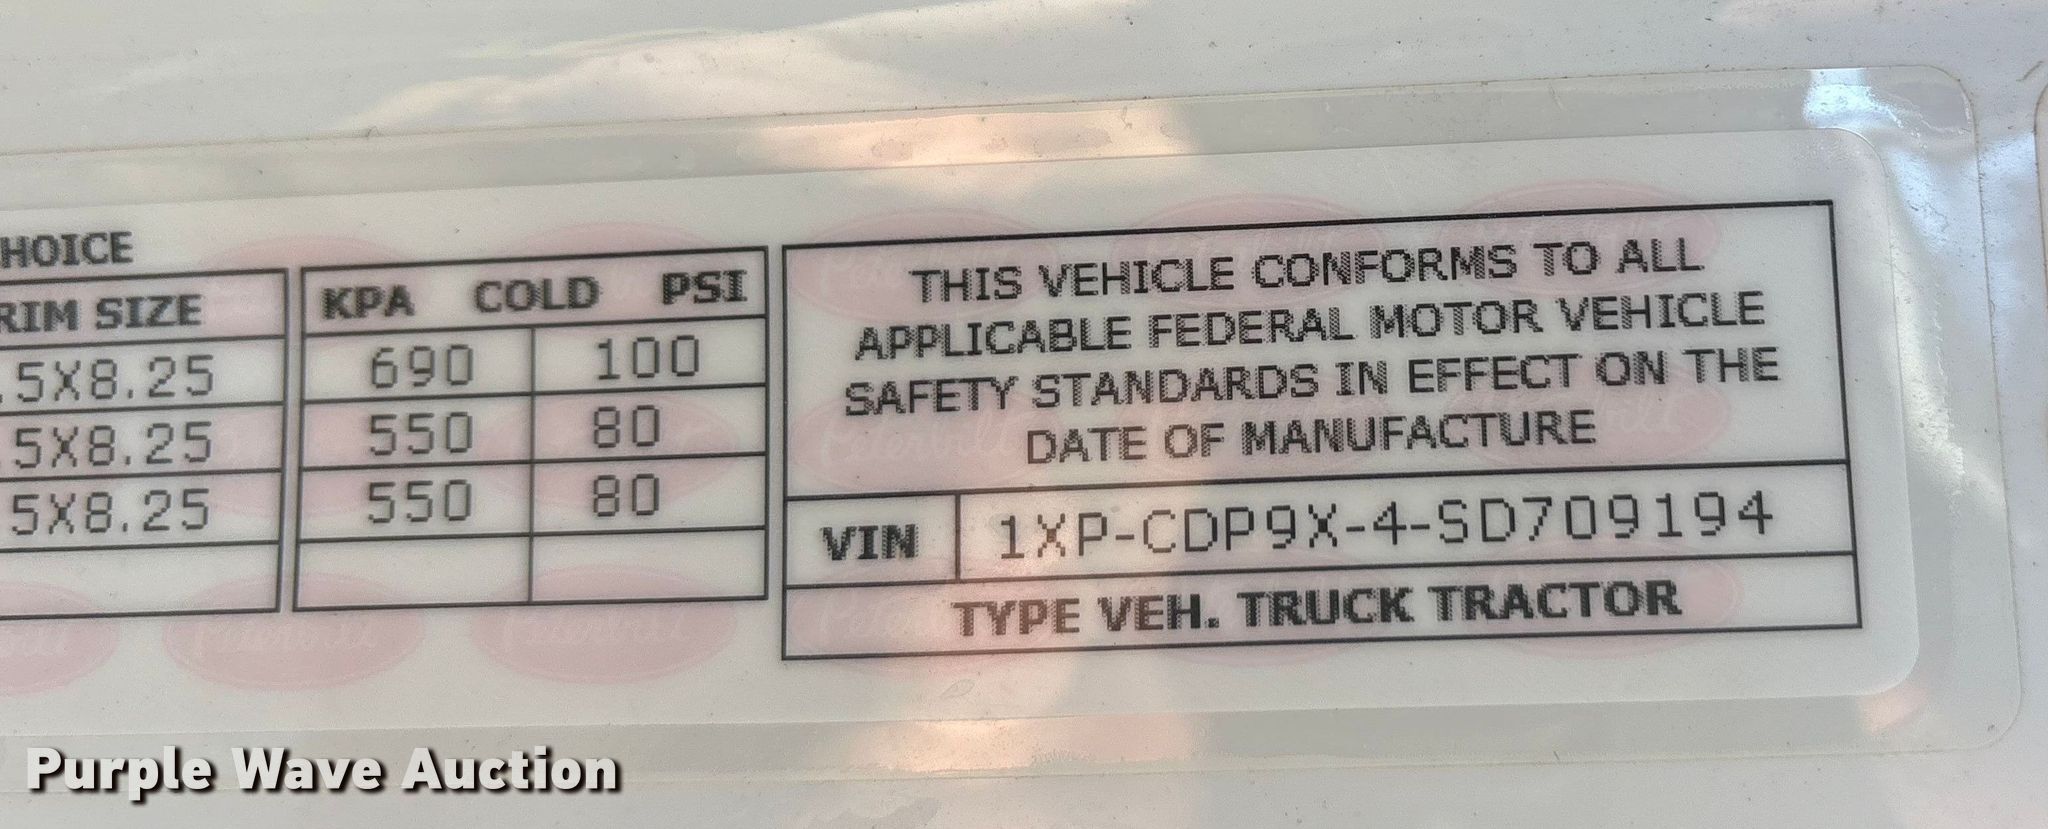 HOICE
RIM SIZE
.5X8.25
.5X8.25
5X8.25
KPA COLD PSI
690 100
550 80
550 80
THIS VEHICLE CONFORMS TO ALL
APPLICABLE FEDERAL MOTOR VEHICLE
SAFETY STANDARDS IN EFFECT ON THE
DATE OF MANUFACTURE
VIN 1XP-CDP9X-4-SD709194
TYPE VEH. TRUCK TRACTOR
Purple Wave Auction